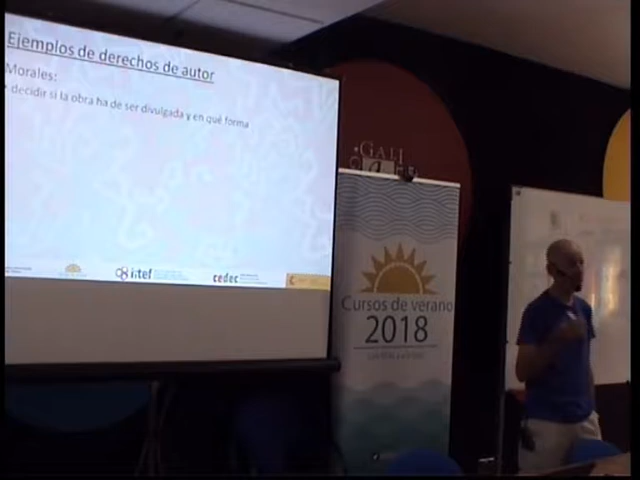 Ejemplos de derechos de autor
Morales:
• decidir si la obra ha de ser divulgada y en qué forma
intef
cedec
GALI
Cursos de verano
2018